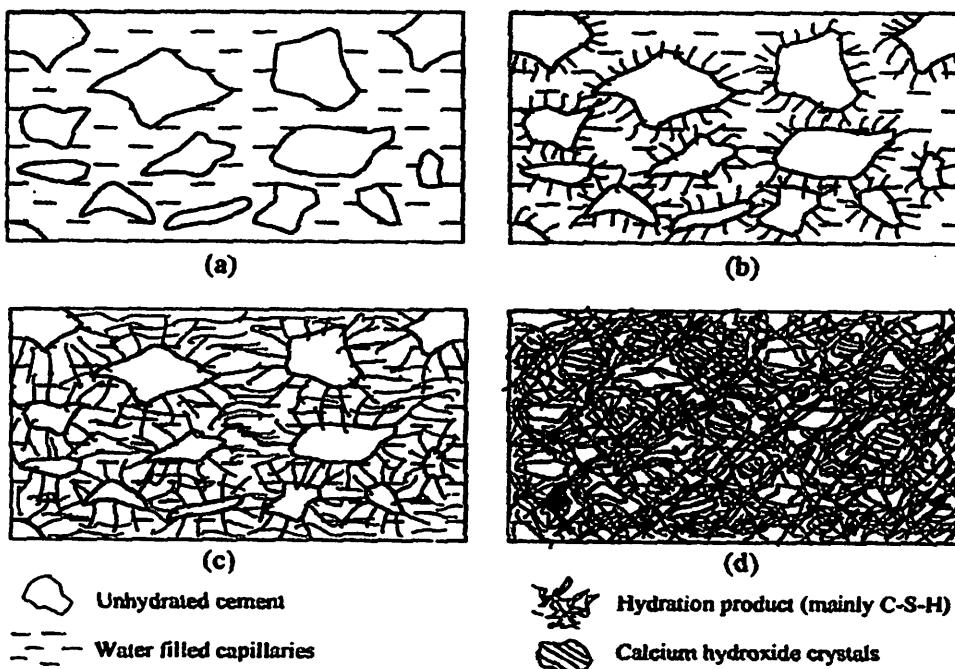 (a)
(b)
(c)
(d)
Unhydrated cement
Water filled capillaries
Hydration product (mainly C-S-H)
Calcium hydroxide crystals